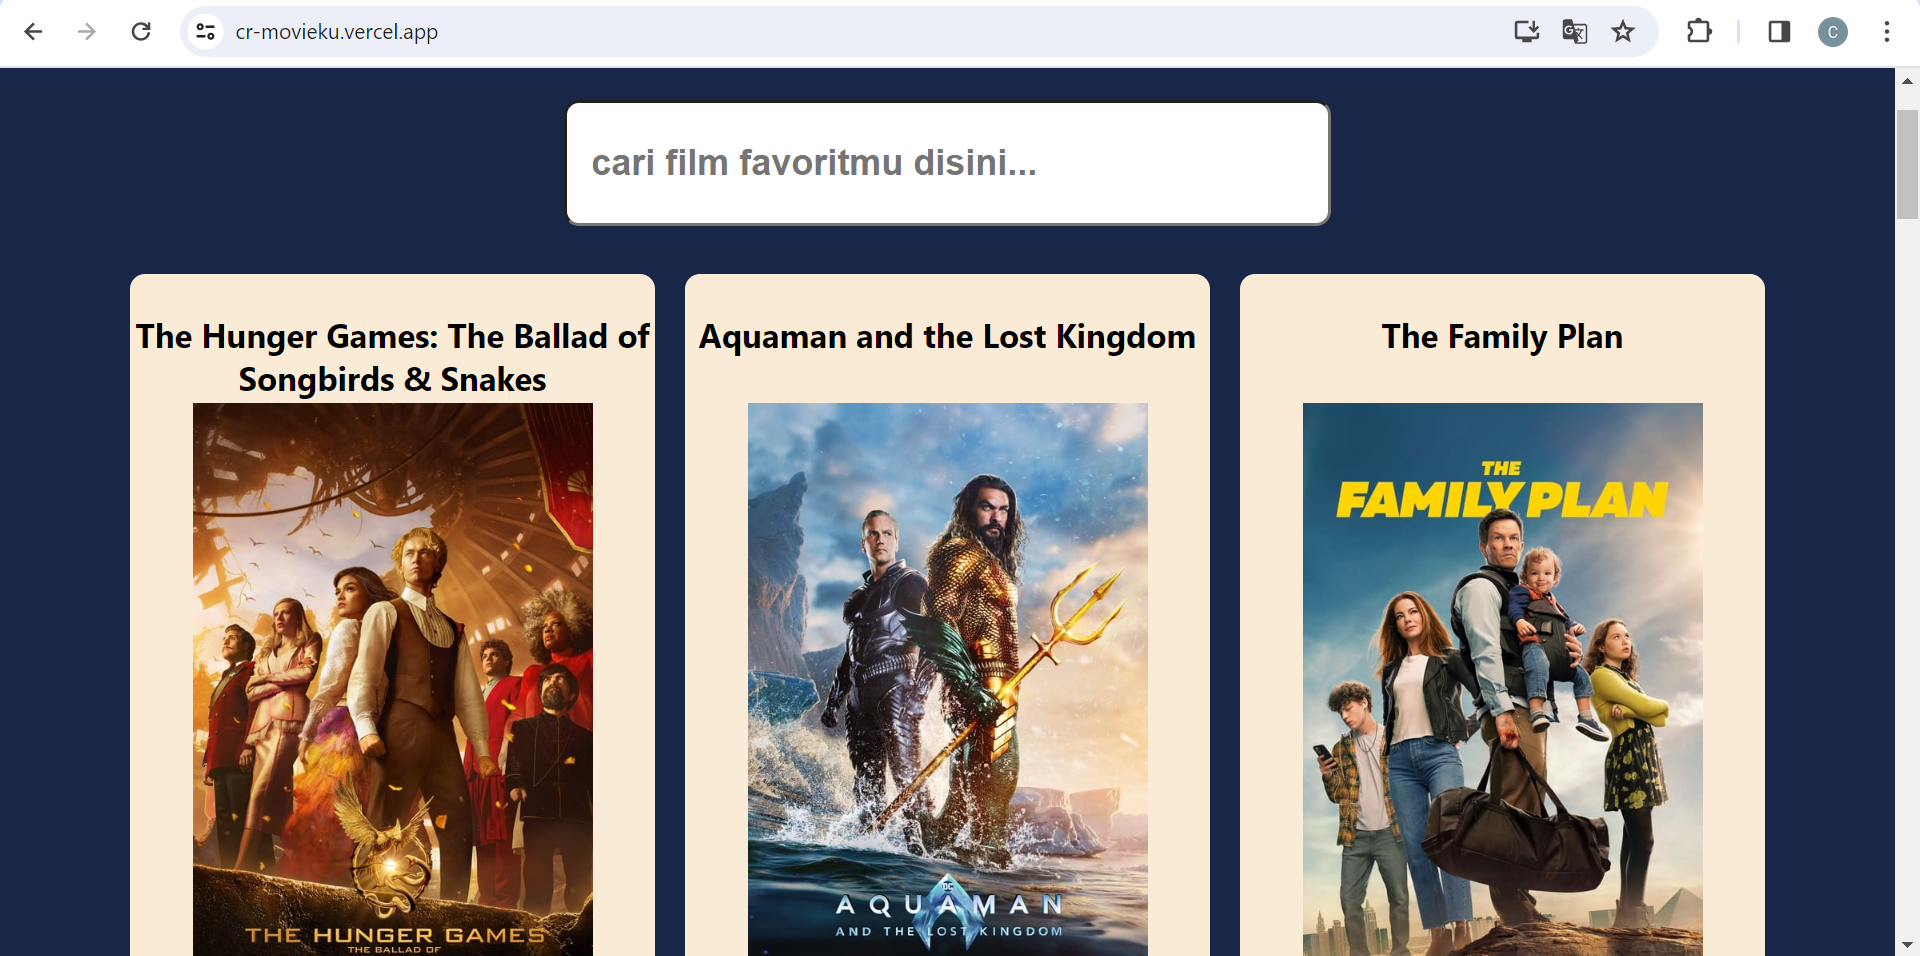 cr-movieku.vercel.app
C
cari film favoritmu disini...
The Hunger Games: The Ballad of
Songbirds & Snakes
Aquaman and the Lost Kingdom
The Family Plan
THE HUNGER GAMES
THE BALLAD OF
DC
AQUAMAN
AND THE LOST KINGDOM
THE
FAMILY PLAN